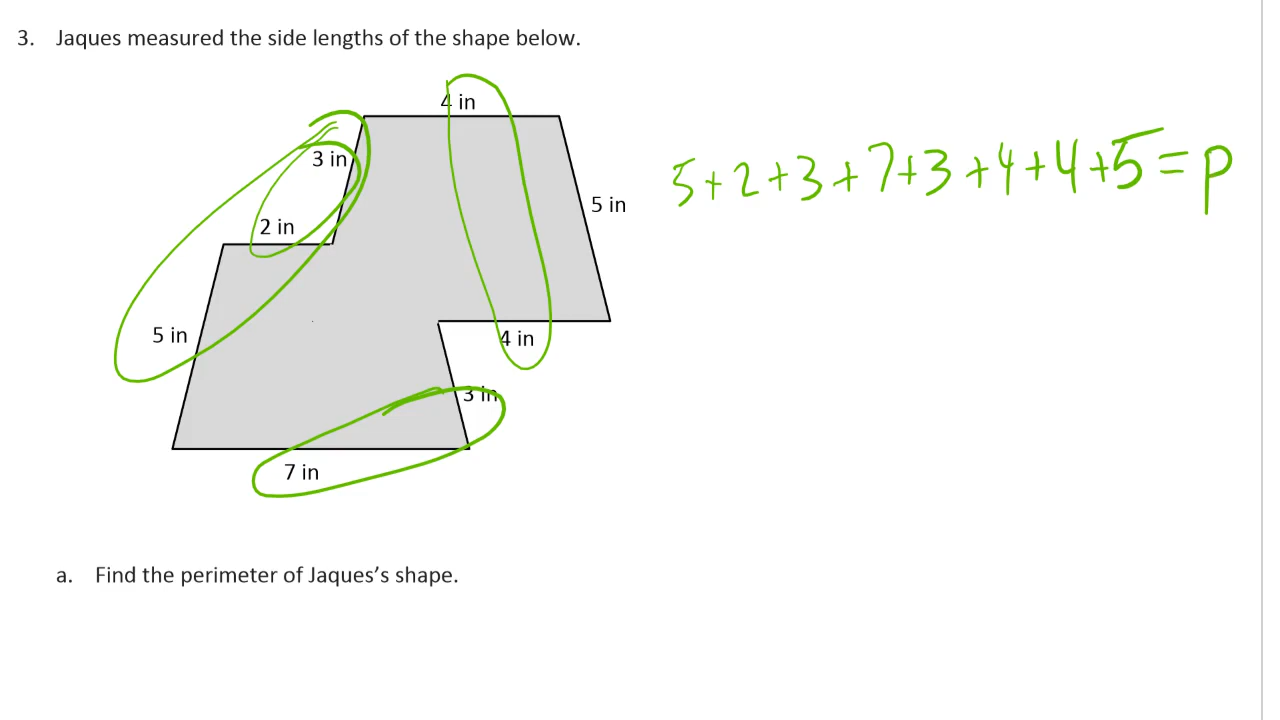 3. Jaques measured the side lengths of the shape below.
4 in
3 in
5 in
2 in
5 in
4 in
3 in
7 in
5+2+3+7+3+4+4+5=P
a. Find the perimeter of Jaques’s shape.